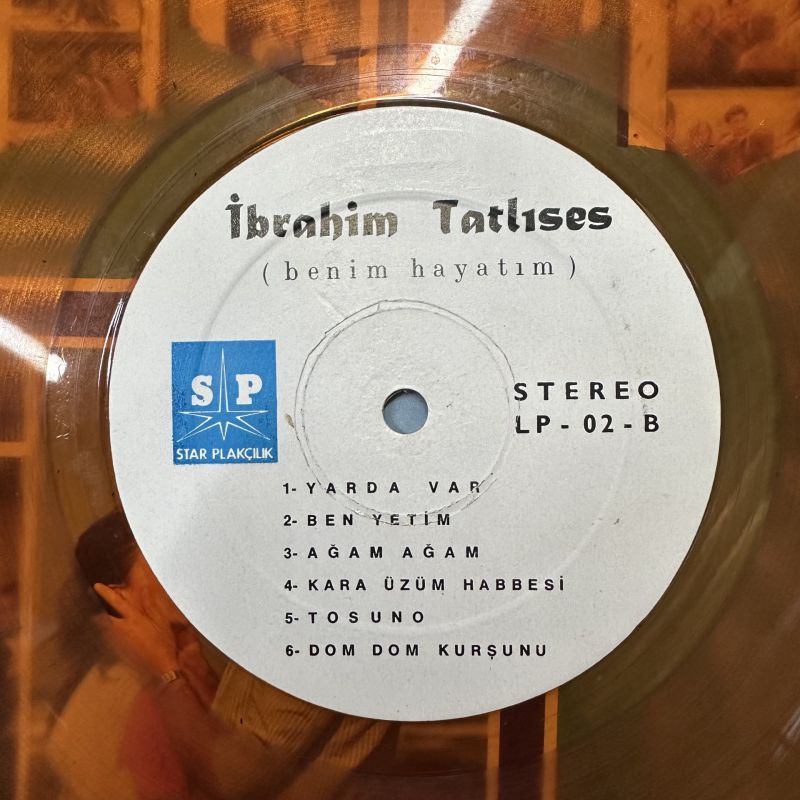 İbrahim Tatlıses
( benim hayatım )
S P
STAR PLAKÇILIK
STEREO
LP - 02 - B
1- YARDA VAR
2- BEN YETİM
3- AĞAM AĞAM
4- KARA ÜZÜM HABBESİ
5- TOSUNO
6- DOM DOM KURŞUNU